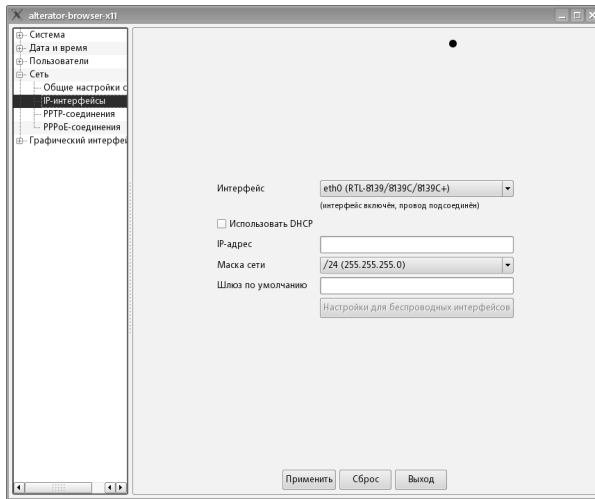 alterator-browser-x11
Система
Дата и время
Пользователи
Сеть
Общие настройки с
IP-интерфейсы
PPTP-соединения
PPPoE-соединения
Графический интерфей
Интерфейс
eth0 (RTL-8139/8139C/8139C+)
(интерфейс включён, провод подсоединён)
Использовать DHCP
IP-адрес
Маска сети
/24 (255.255.255.0)
Шлюз по умолчанию
Настройки для беспроводных интерфейсов
Применить
Сброс
Выход